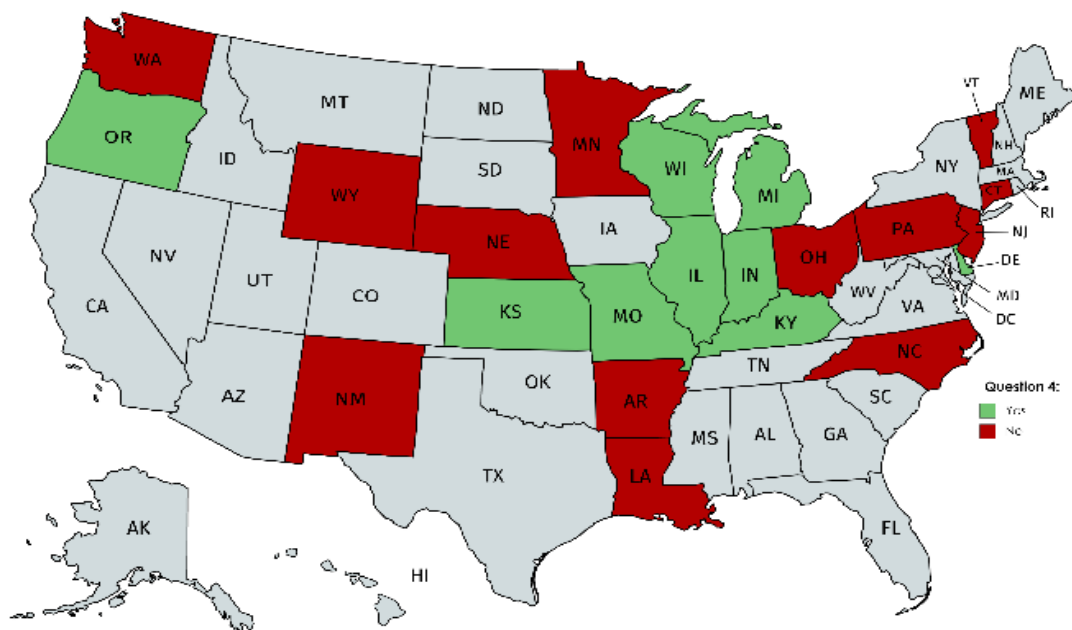 WA
MT
ND
MN
VT
ME
OR
ID
SD
WI
MI
NY
NH
MA
CT
RI
WY
IA
PA
NJ
NE
OH
DE
NV
UT
CO
IL
IN
WV
MD
CA
KS
MO
KY
VA
DC
AZ
NM
OK
AR
TN
NC
SC
Question 4:
Yes
No
MS
AL
GA
TX
LA
FL
AK
HI